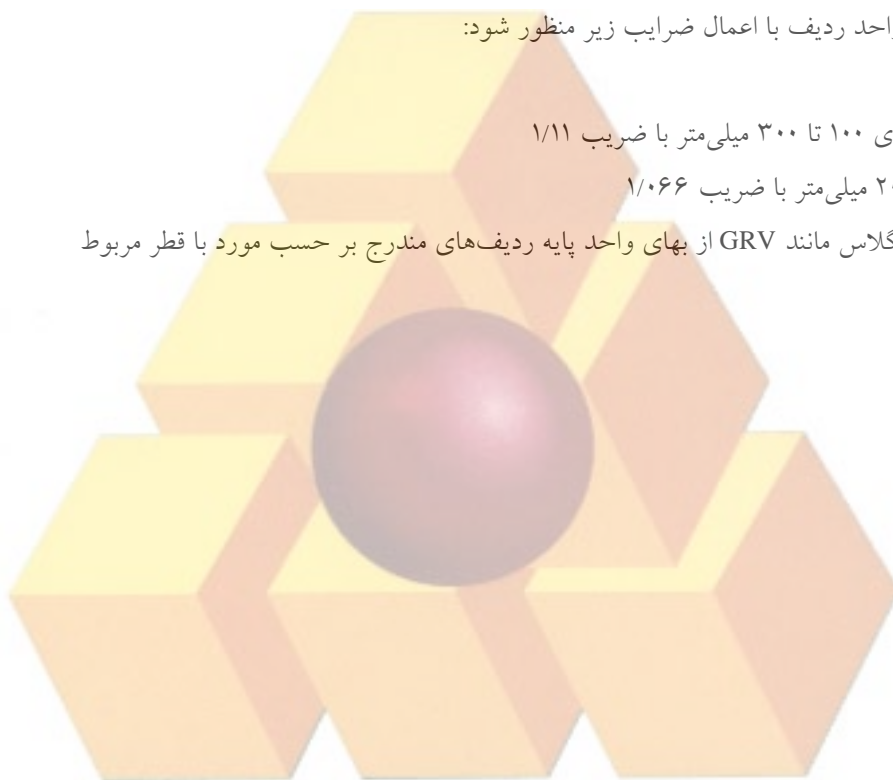 واحد ردیف با اعمال ضرایب زیر منظور شود:
ی ۱۰۰ تا ۳۰۰ میلی‌متر با ضریب ۱/۱۱
میلی‌متر با ضریب ۱/۰۶۶
گلاس مانند GRV از بهای واحد پایه ردیف‌های مندرج بر حسب مورد با قطر مربوط